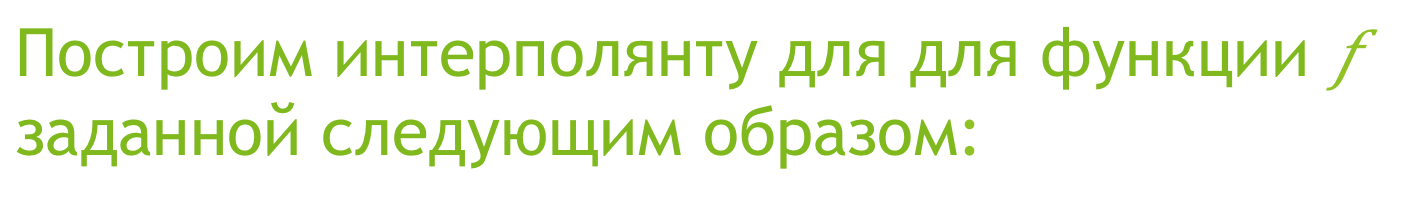 Построим интерполянту для для функции f
заданной следующим образом: